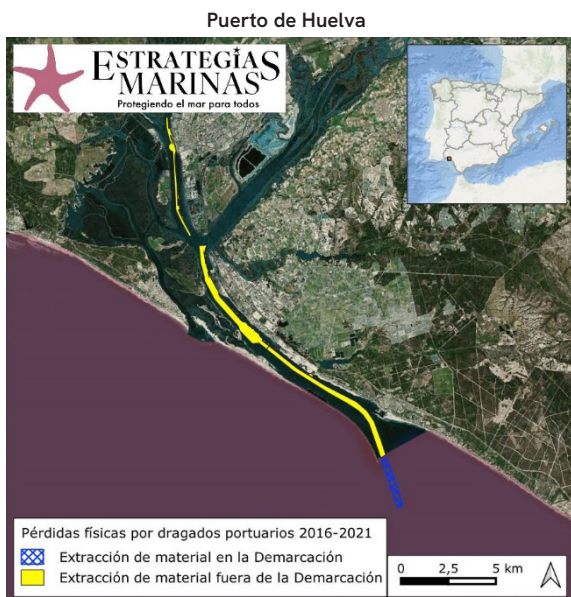 Puerto de Huelva
ESTRATEGIAS
MARINAS
Protegiendo el mar para todos
Pérdidas físicas por dragados portuarios 2016-2021
Extracción de material en la Demarcación
Extracción de material fuera de la Demarcación
0 2,5 5 km